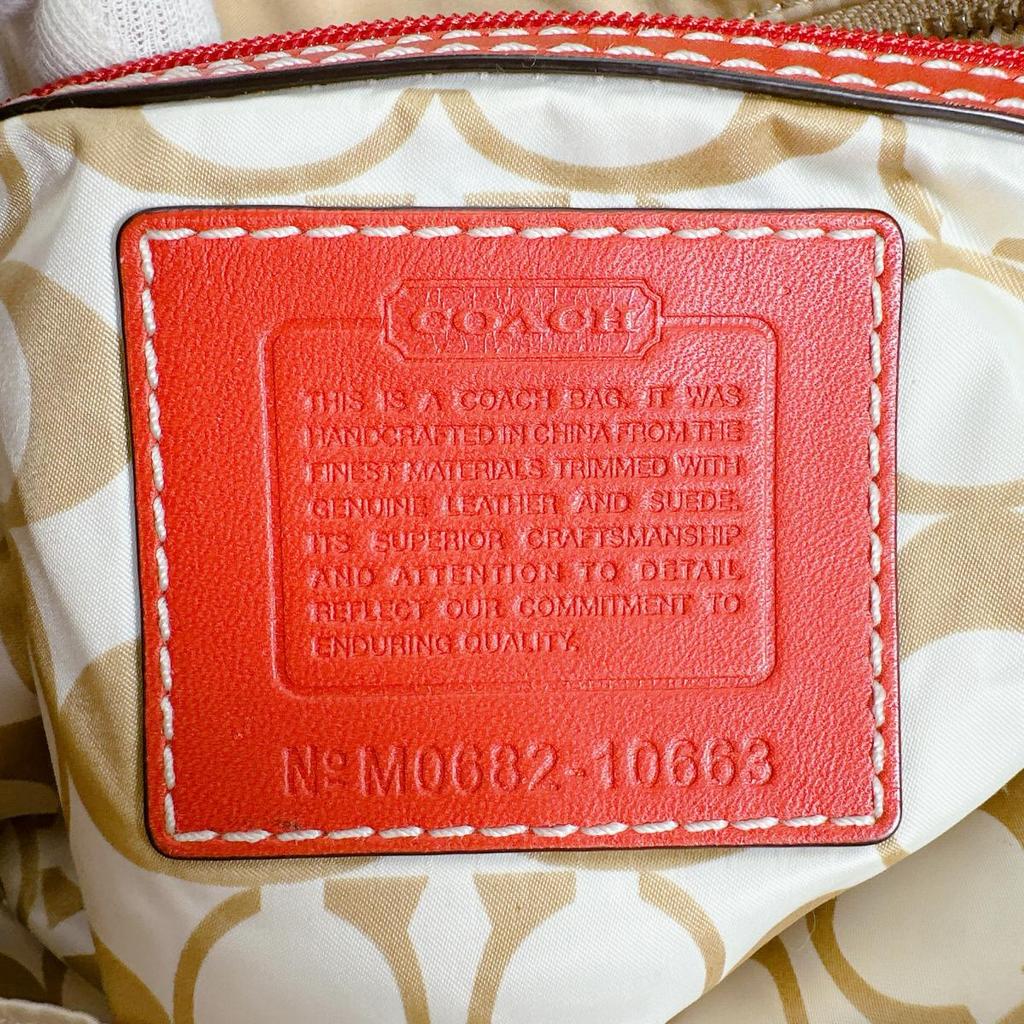 COACH
THIS IS A COACH BAG. IT WAS
HANDCRAFTED IN CHINA FROM THE
FINEST MATERIALS TRIMMED WITH
GENUINE LEATHER AND SUEDE.
ITS SUPERIOR CRAFTSMANSHIP
AND ATTENTION TO DETAIL
REFLECT OUR COMMITMENT TO
ENDURING QUALITY.
Nº M0682-10663